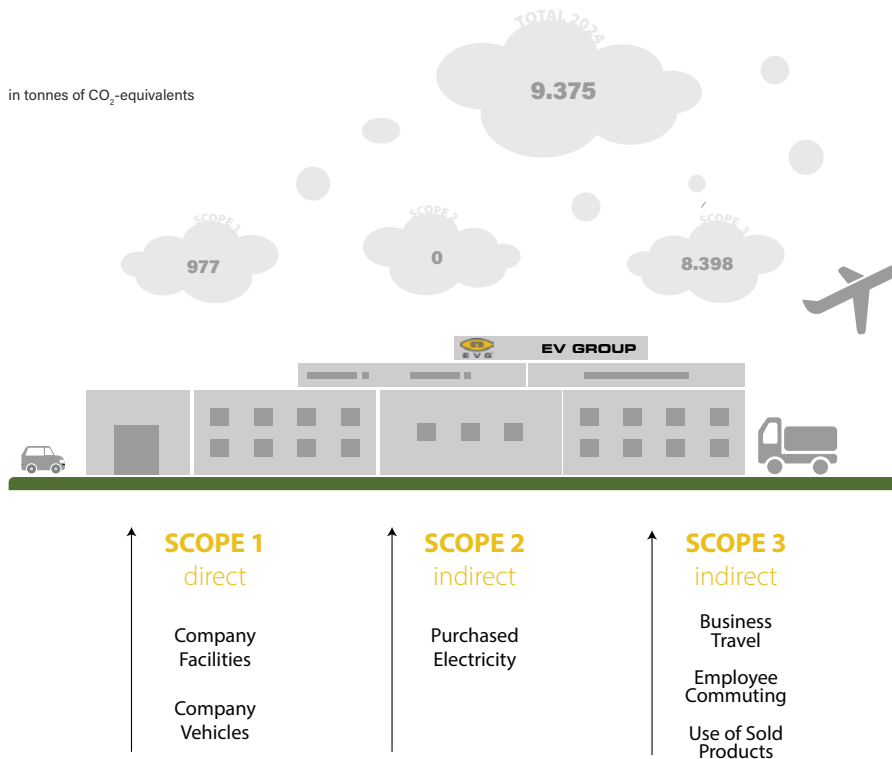 TOTAL 2024
in tonnes of CO₂-equivalents
9.375
SCOPE 1
977
SCOPE 2
0
SCOPE 3
8.398
EVG
EV GROUP
SCOPE 1
direct
Company
Facilities
Company
Vehicles
SCOPE 2
indirect
Purchased
Electricity
SCOPE 3
indirect
Business
Travel
Employee
Commuting
Use of Sold
Products